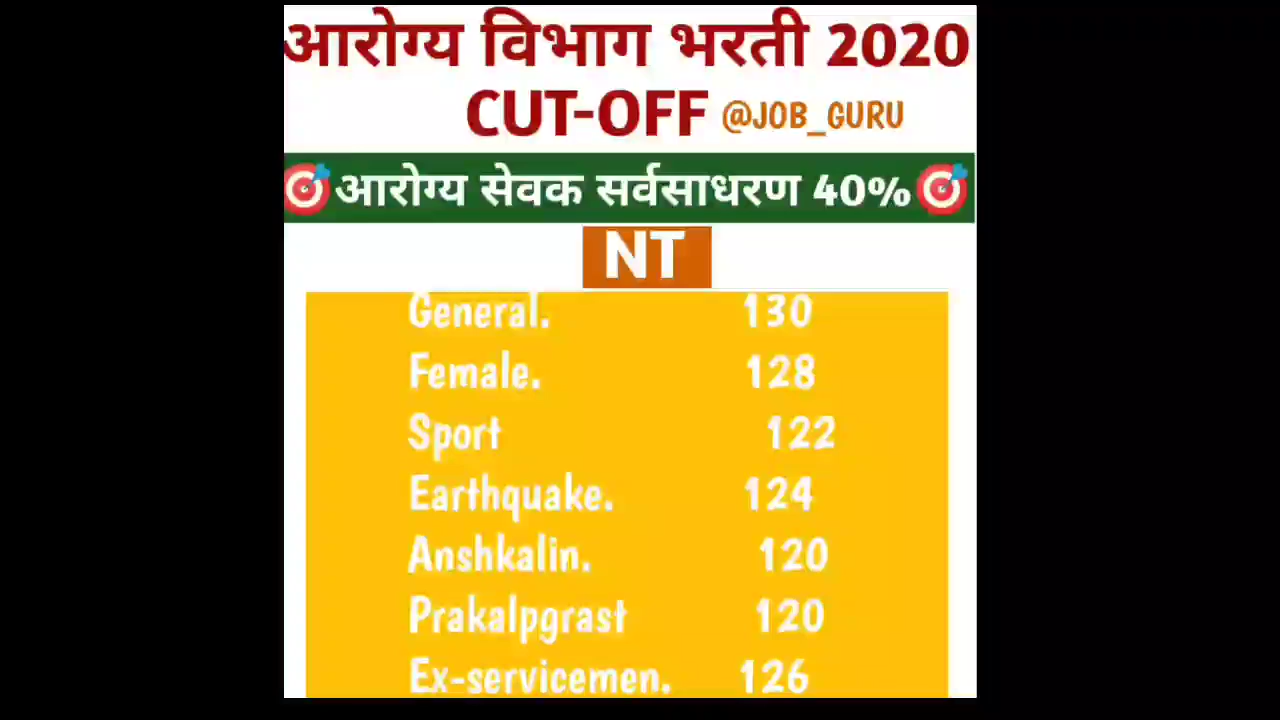 आरोग्य विभाग भरती 2020
CUT-OFF @JOB_GURU
आरोग्य सेवक सर्वसाधरण 40%
NT
General. 130
Female. 128
Sport 122
Earthquake. 124
Anshkalin. 120
Prakalpgrast 120
Ex-servicemen. 126